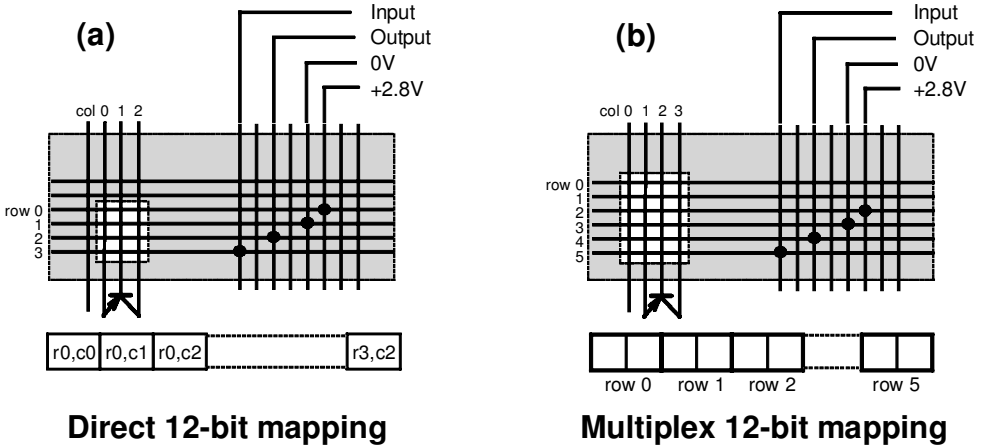 (a)
Input
Output
0V
+2.8V
col 0 1 2
row 0
1
2
3
r0,c0 r0,c1 r0,c2 r3,c2
Direct 12-bit mapping
(b)
Input
Output
0V
+2.8V
col 0 1 2 3
row 0
1
2
3
4
5
row 0 row 1 row 2 row 5
Multiplex 12-bit mapping